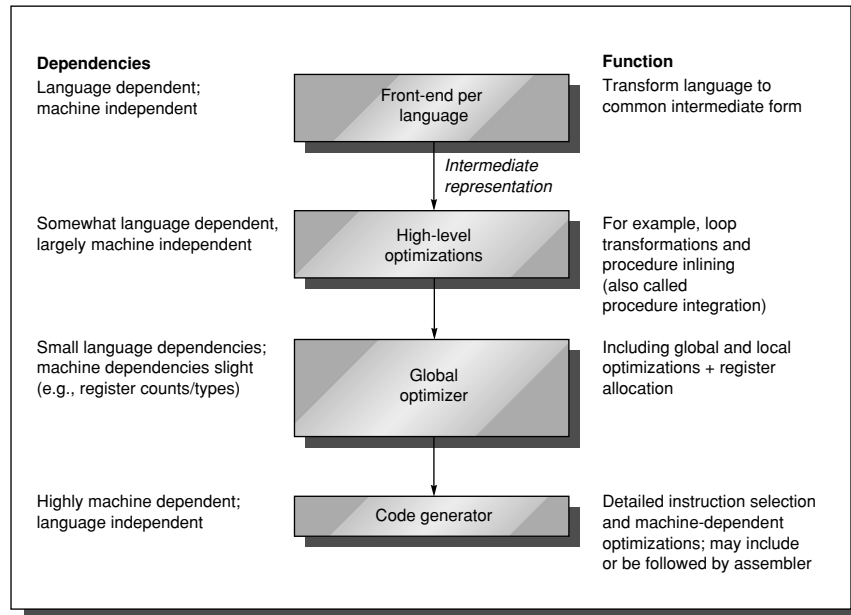 Dependencies
Language dependent;
machine independent
Front-end per
language
Function
Transform language to
common intermediate form
Intermediate
representation
Somewhat language dependent,
largely machine independent
High-level
optimizations
For example, loop
transformations and
procedure inlining
(also called
procedure integration)
Small language dependencies;
machine dependencies slight
(e.g., register counts/types)
Global
optimizer
Including global and local
optimizations + register
allocation
Highly machine dependent;
language independent
Code generator
Detailed instruction selection
and machine-dependent
optimizations; may include
or be followed by assembler